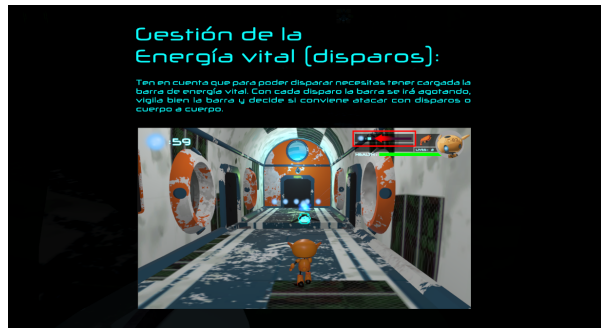 Gestión de la
Energía vital (disparos):
Ten en cuenta que para poder disparar necesitas tener cargada la
barra de energía vital. Con cada disparo la barra se irá agotando,
vigila bien la barra y decide si conviene atacar con disparos o
cuerpo a cuerpo.
59